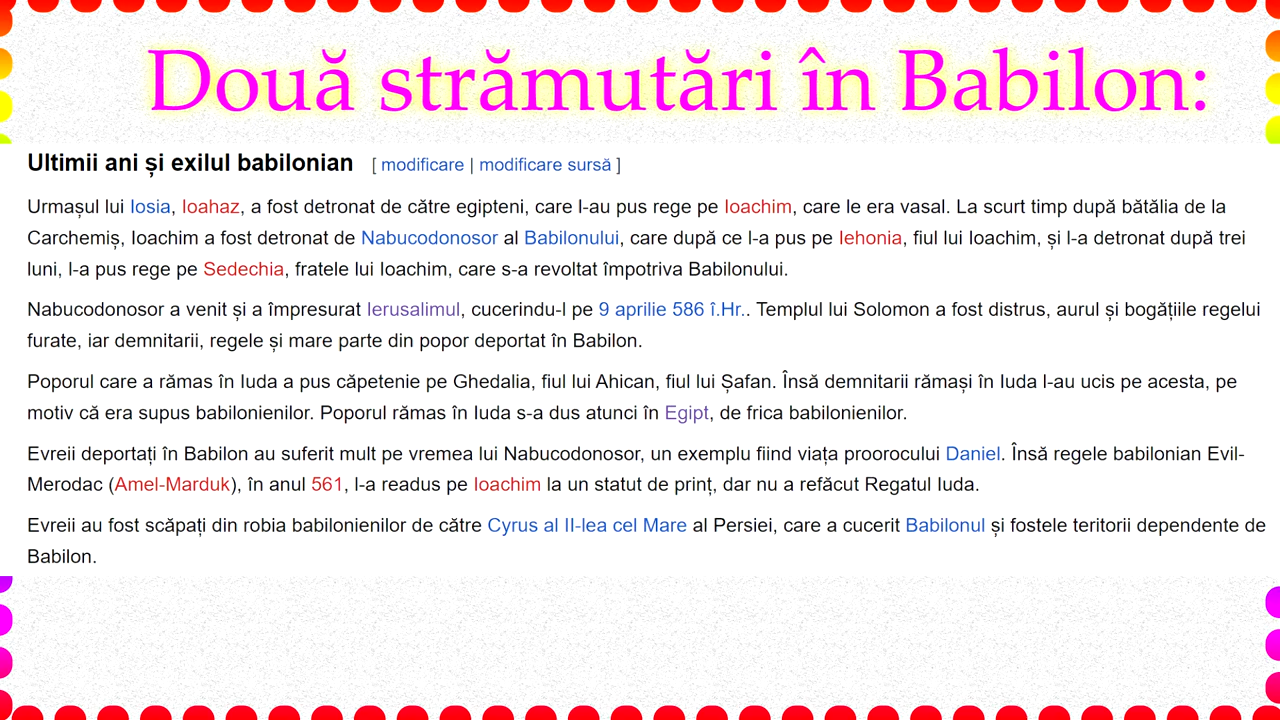 Două strămutări în Babilon:
Ultimii ani și exilul babilonian [ modificare | modificare sursă ]
Urmașul lui Iosia, Ioahaz, a fost detronat de către egipteni, care l-au pus rege pe Ioachim, care le era vasal. La scurt timp după bătălia de la
Carchemiș, Ioachim a fost detronat de Nabucodonosor al Babilonului, care după ce l-a pus pe Iehonia, fiul lui Ioachim, și l-a detronat după trei
luni, l-a pus rege pe Sedechia, fratele lui Ioachim, care s-a revoltat împotriva Babilonului.
Nabucodonosor a venit și a împresurat Ierusalimul, cucerindu-l pe 9 aprilie 586 î.Hr.. Templul lui Solomon a fost distrus, aurul și bogățiile regelui
furate, iar demnitarii, regele și mare parte din popor deportat în Babilon.
Poporul care a rămas în Iuda a pus căpetenie pe Ghedalia, fiul lui Ahican, fiul lui Șafan. Însă demnitarii rămași în Iuda l-au ucis pe acesta, pe
motiv că era supus babilonienilor. Poporul rămas în Iuda s-a dus atunci în Egipt, de frica babilonienilor.
Evreii deportați în Babilon au suferit mult pe vremea lui Nabucodonosor, un exemplu fiind viața proorocului Daniel. Însă regele babilonian Evil-
Merodac (Amel-Marduk), în anul 561, l-a readus pe Ioachim la un statut de prinț, dar nu a refăcut Regatul Iuda.
Evreii au fost scăpați din robia babilonienilor de către Cyrus al II-lea cel Mare al Persiei, care a cucerit Babilonul și fostele teritorii dependente de
Babilon.